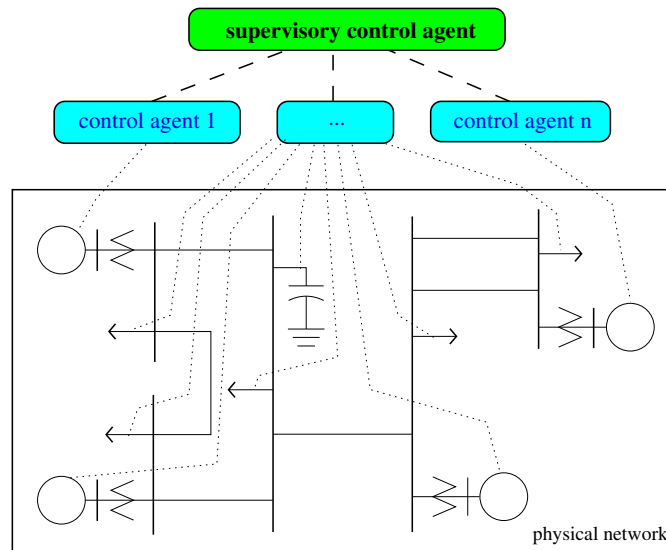 supervisory control agent
control agent 1
...
control agent n
physical network